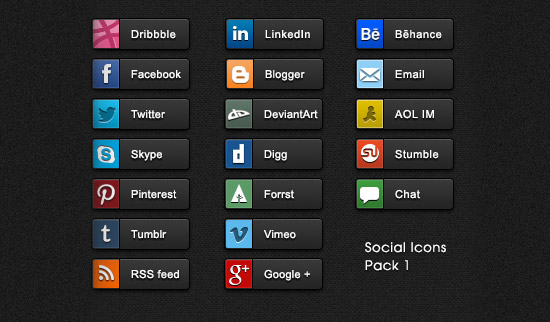 Dribbble
Facebook
Twitter
Skype
Pinterest
Tumblr
RSS feed
LinkedIn
Blogger
DeviantArt
Digg
Forrst
Vimeo
Google +
Bēhance
Email
AOL IM
Stumble
Chat
Social Icons
Pack 1